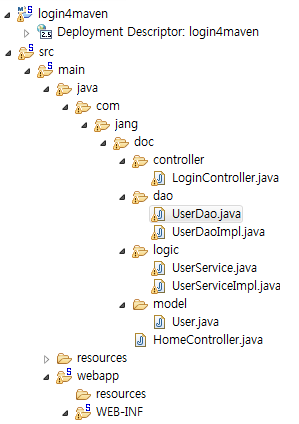 login4maven
Deployment Descriptor: login4maven
src
main
java
com
jang
doc
controller
LoginController.java
dao
UserDao.java
UserDaoImpl.java
logic
UserService.java
UserServiceImpl.java
model
User.java
HomeController.java
resources
webapp
resources
WEB-INF